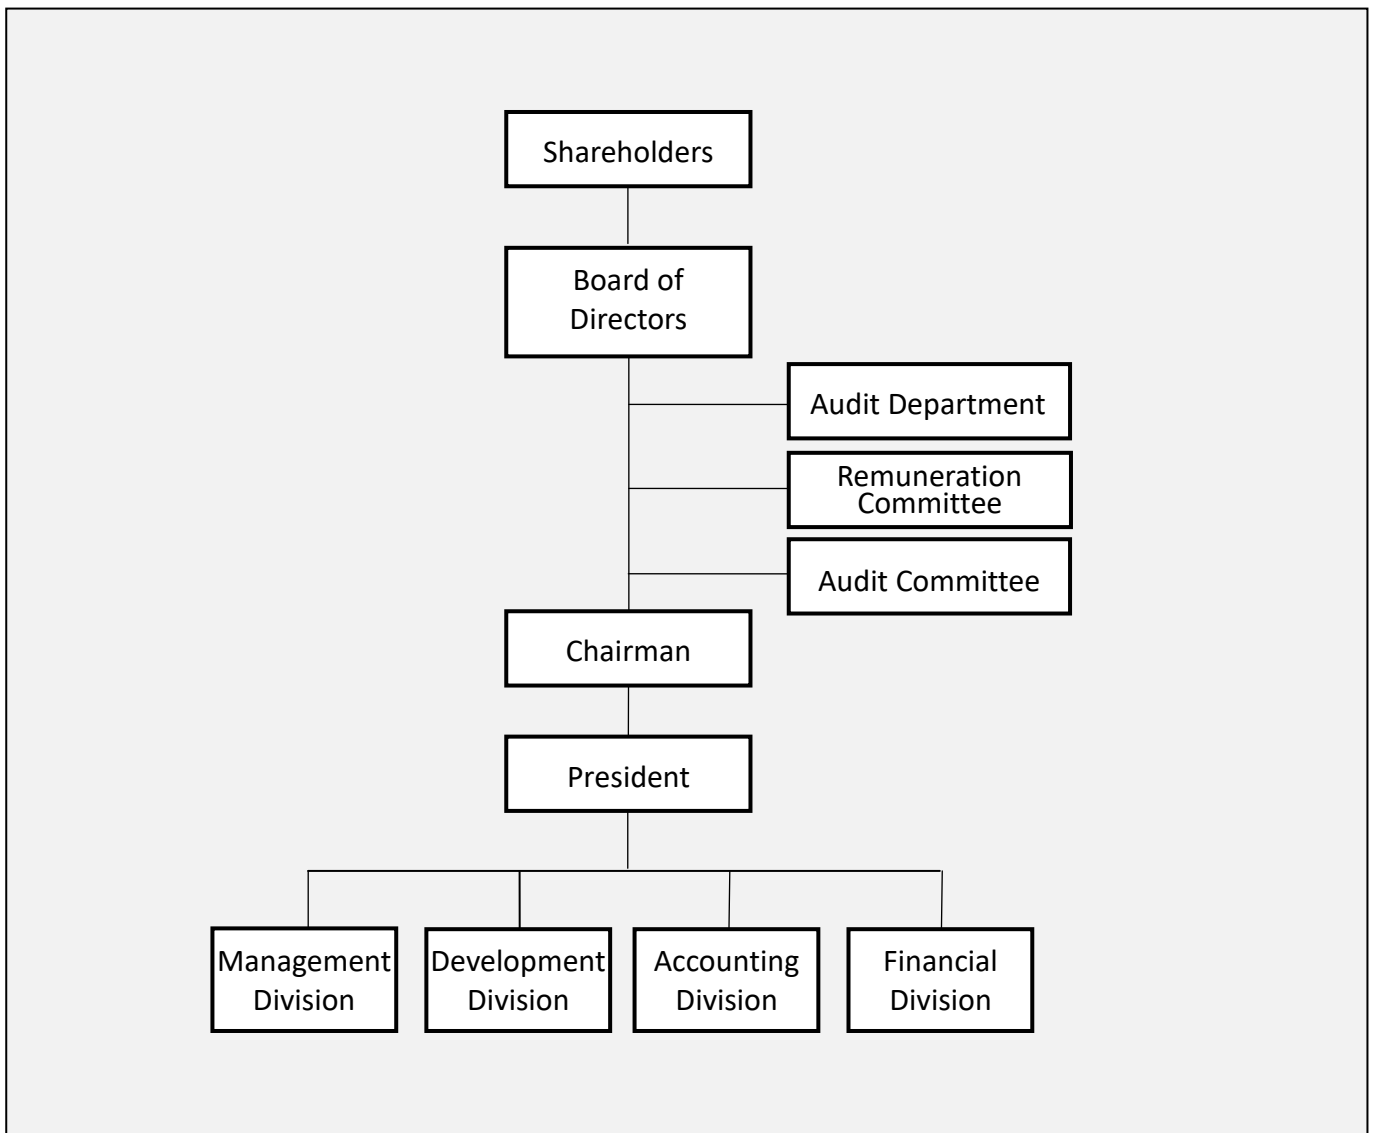 Shareholders
Board of
Directors
Audit Department
Remuneration
Committee
Audit Committee
Chairman
President
Management
Division
Development
Division
Accounting
Division
Financial
Division